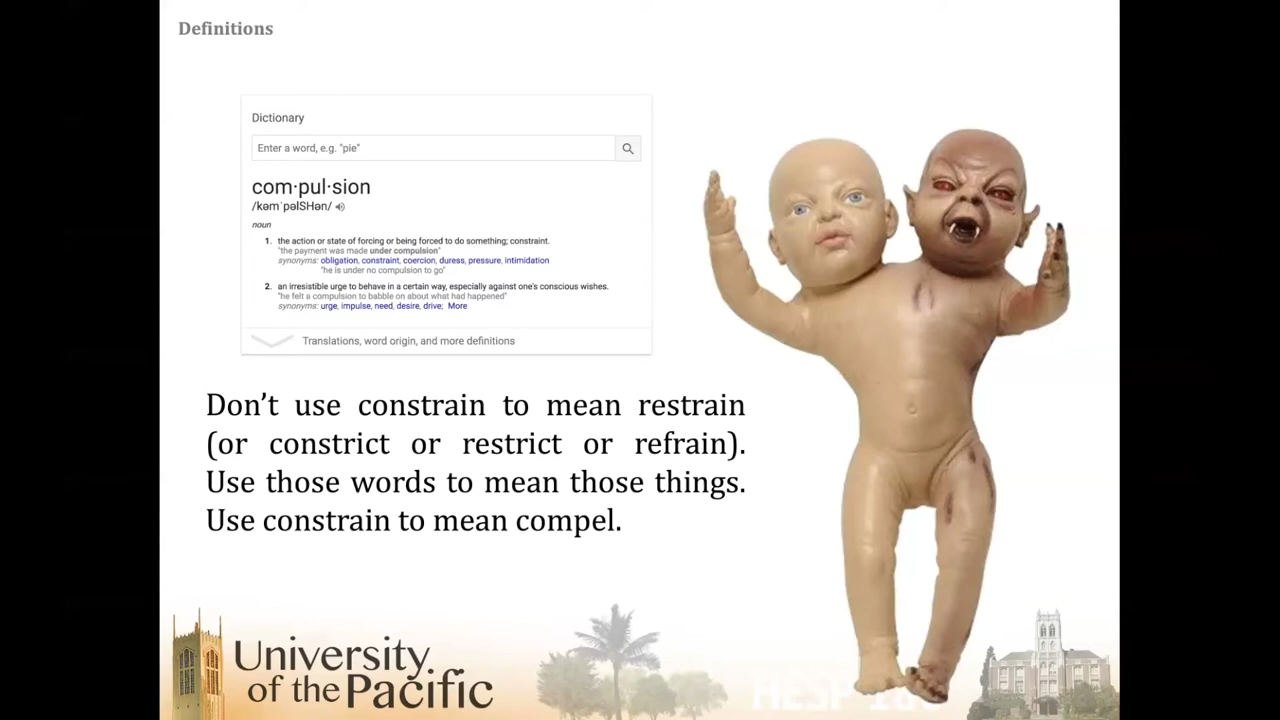 Definitions
Dictionary
Enter a word, e.g. "pie"
com·pul·sion
/kəmˈpəlSHən/
noun
1. the action or state of forcing or being forced to do something; constraint.
"the payment was made under compulsion"
synonyms: obligation, constraint, coercion, duress, pressure, intimidation
"he is under no compulsion to go"
2. an irresistible urge to behave in a certain way, especially against one's conscious wishes.
"he felt a compulsion to babble on about what had happened"
synonyms: urge, impulse, need, desire, drive; More
Translations, word origin, and more definitions
Don't use constrain to mean restrain
(or constrict or restrict or refrain).
Use those words to mean those things.
Use constrain to mean compel.
University
of the Pacific